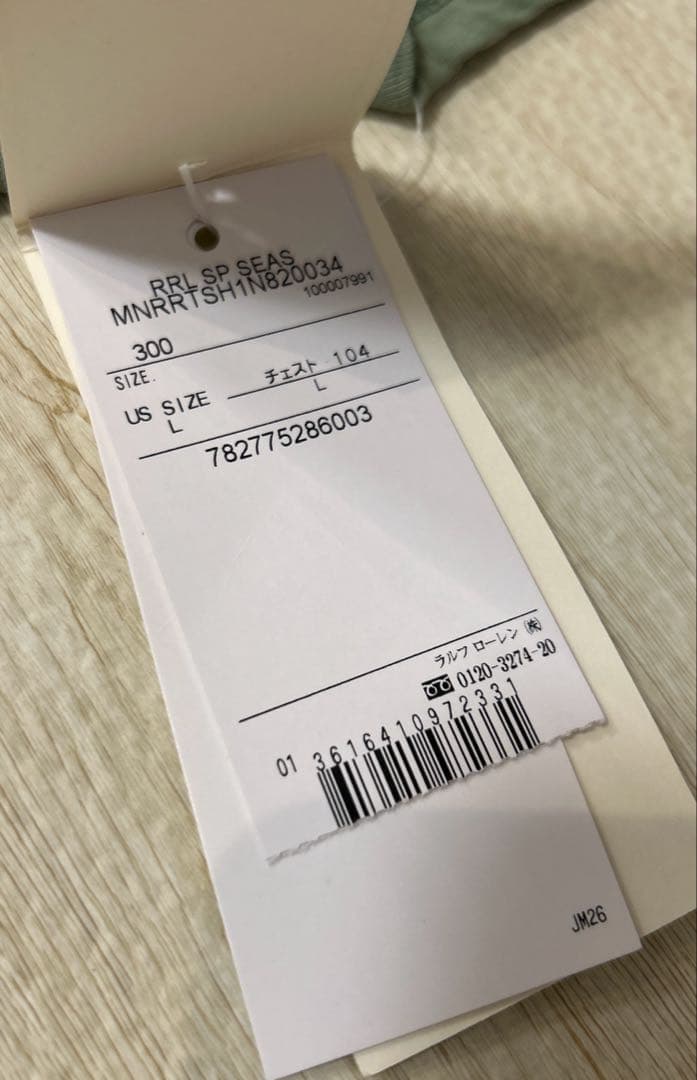 RRL SP SEAS
MNRRTSH1N820034
100007991
300
SIZE.
チェスト - 104
US SIZE
L
L
782775286003
ラルフ ローレン ㈱
0120-3274-20
01 3616410972331
JM26